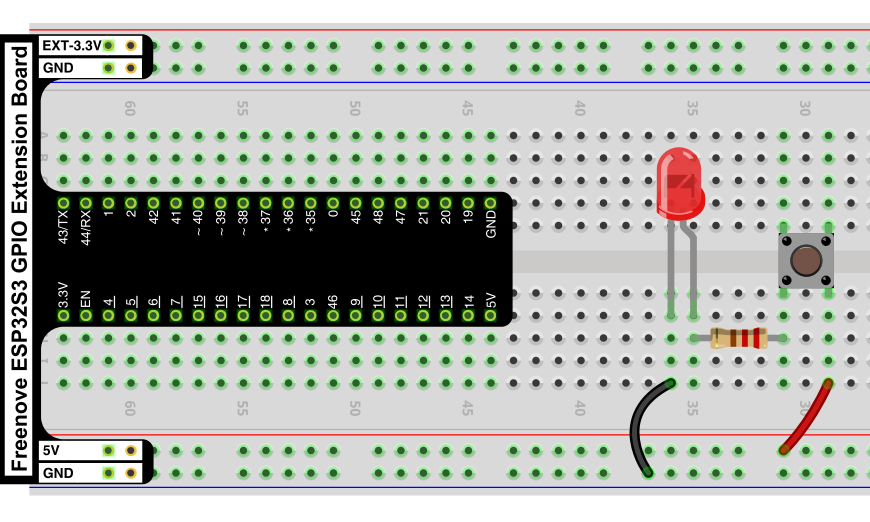 Freenove ESP32S3 GPIO Extension Board
EXT-3.3V
GND
60 55 50 45 40 35 30
43/TX 44/RX 1 2 42 41 ~40 ~39 ~38 *37 *36 *35 0 45 48 47 21 20 19 GND
3.3V EN 4 5 6 7 15 16 17 18 8 3 46 9 10 11 12 13 14 5V
60 55 50 45 40 35 30
5V
GND